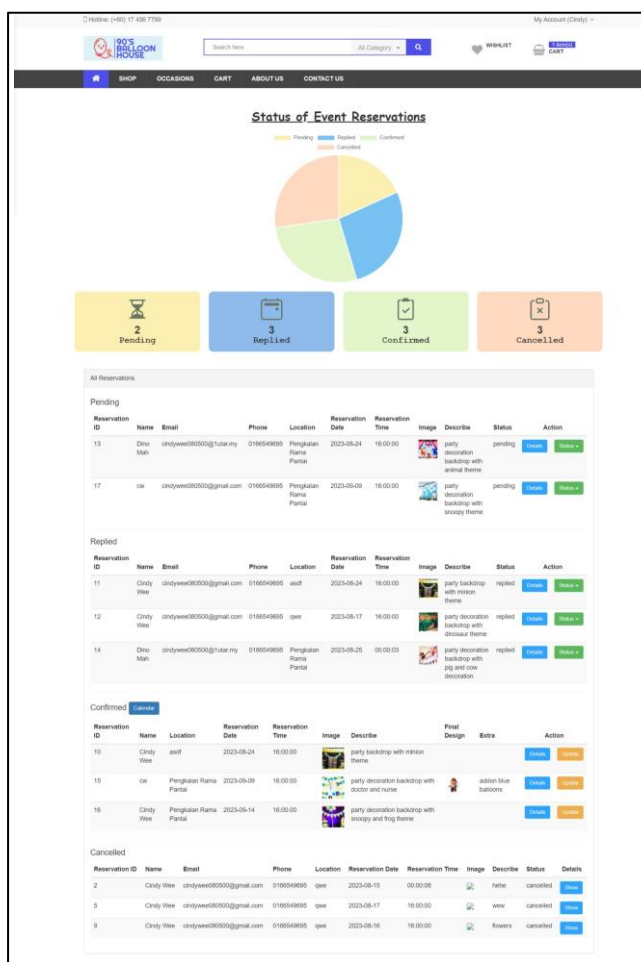 Hotline: (+60) 17 456 7789
My Account (Cindy)
90'S
BALLOON
HOUSE
Search here...
All Category
WISHLIST
CART
SHOP OCCASIONS CART ABOUT US CONTACT US
Status of Event Reservations
Pending Replied Confirmed
Cancelled
2
Pending
3
Replied
3
Confirmed
3
Cancelled
All Reservations
Pending
Reservation ID Name Email Phone Location Reservation Date Reservation Time Image Describe Status Action
13 Dino Mah cindywee080500@1utar.my 0166549695 Pengkalan Rama Pantai 2023-08-24 16:00:00 party decoration backdrop with animal theme pending Details Status
17 cw cindywee080500@gmail.com 0166549695 Pengkalan Rama Pantai 2023-09-09 16:00:00 party decoration backdrop with snoopy theme pending Details Status
Replied
Reservation ID Name Email Phone Location Reservation Date Reservation Time Image Describe Status Action
11 Cindy Wee cindywee080500@gmail.com 0166549695 asdf 2023-08-24 16:00:00 party backdrop with minion theme replied Details Status
12 Cindy Wee cindywee080500@gmail.com 0166549695 qwe 2023-08-17 16:00:00 party decoration backdrop with dinosaur theme replied Details Status
14 Dino Mah cindywee080500@1utar.my 0166549695 Pengkalan Rama Pantai 2023-08-25 00:00:03 party decoration backdrop with pig and cow decoration replied Details Status
Confirmed Calendar
Reservation ID Name Location Reservation Date Reservation Time Image Describe Final Design Extra Action
10 Cindy Wee asdf 2023-08-24 16:00:00 party backdrop with minion theme Details Update
15 cw Pengkalan Rama Pantai 2023-09-09 16:00:00 party decoration backdrop with doctor and nurse addon blue balloons Details Update
16 Cindy Wee Pengkalan Rama Pantai 2023-09-14 16:00:00 party decoration backdrop with snoopy and frog theme Details Update
Cancelled
Reservation ID Name Email Phone Location Reservation Date Reservation Time Image Describe Status Details
2 Cindy Wee cindywee080500@gmail.com 0166549695 qwe 2023-08-15 00:00:08 hehe cancelled Show
5 Cindy Wee cindywee080500@gmail.com 0166549695 qwe 2023-08-17 16:00:00 wew cancelled Show
9 Cindy Wee cindywee080500@gmail.com 0166549695 qwe 2023-08-16 16:00:00 flowers cancelled Show